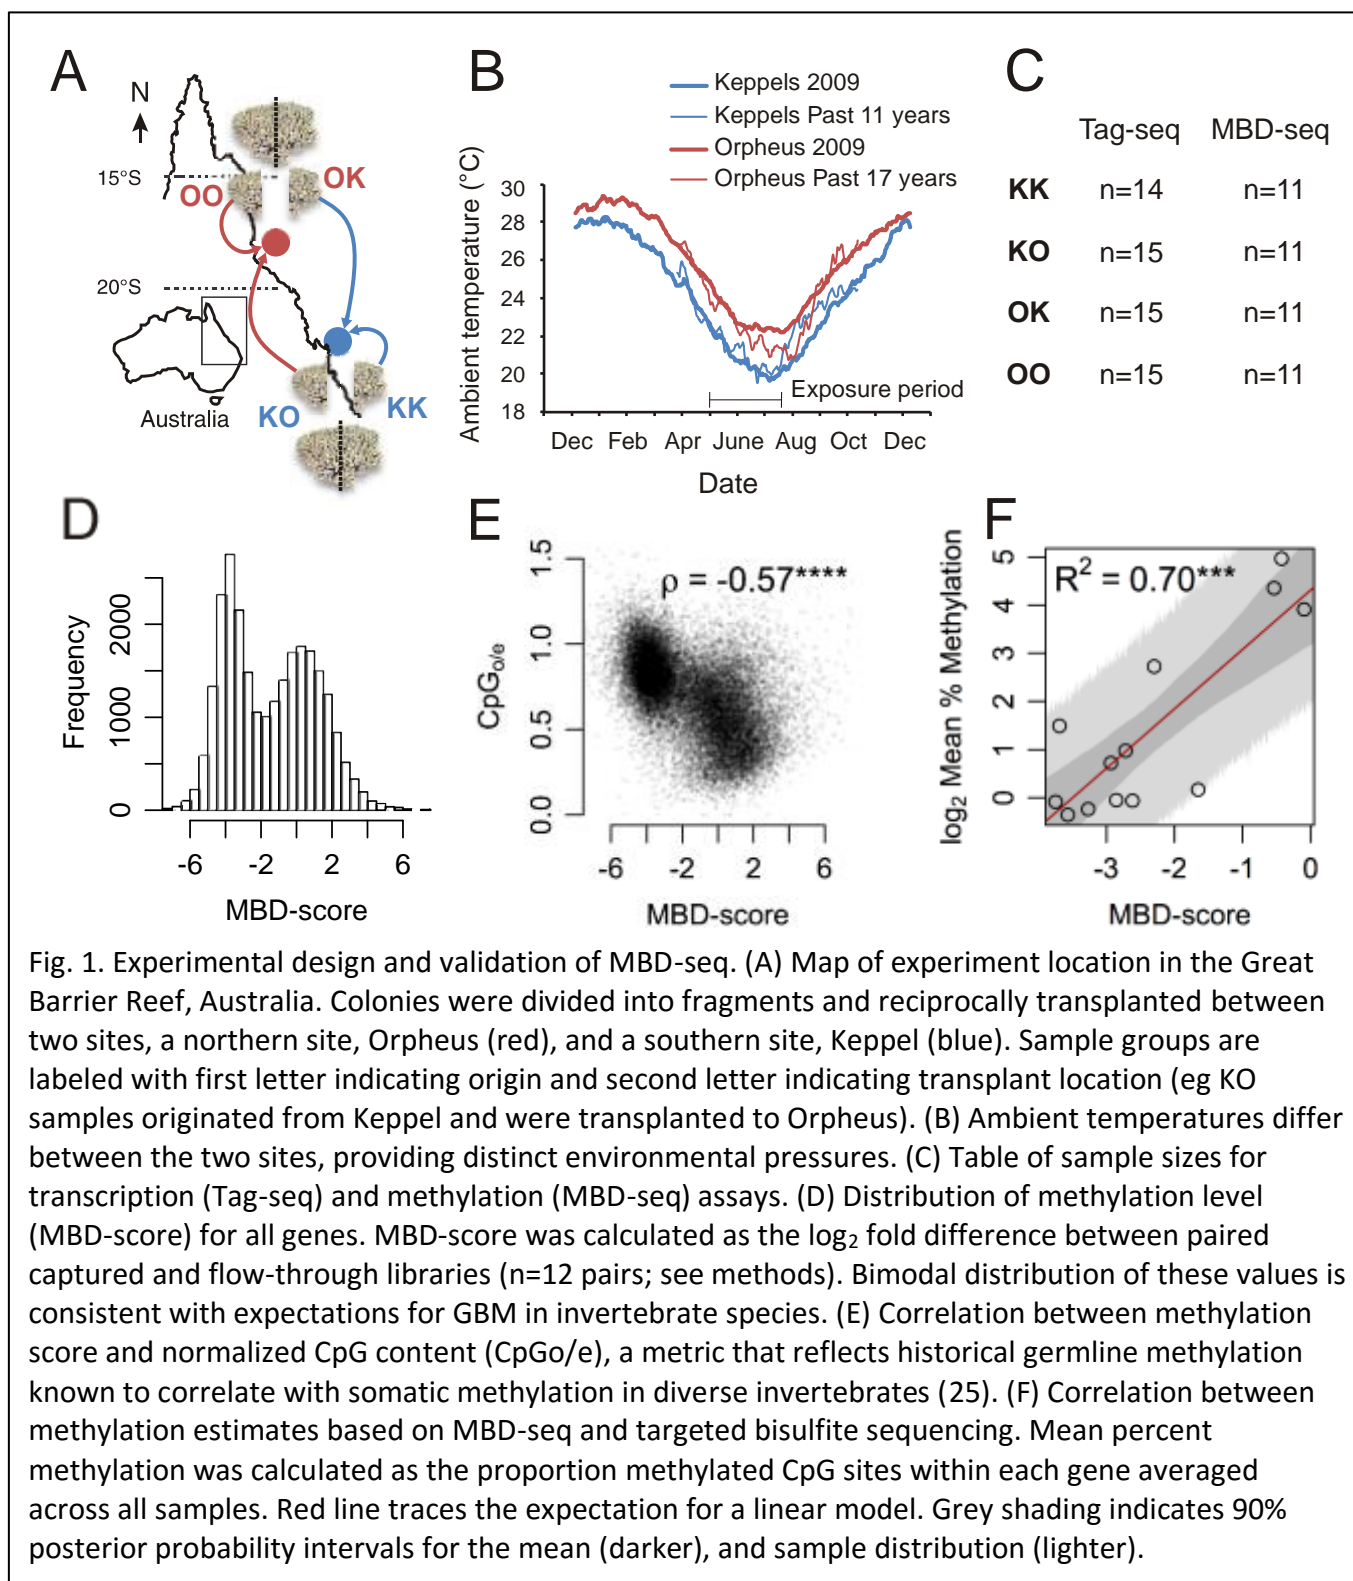 A
N
15°S
OO
OK
20°S
Australia
KO
KK
B
Keppels 2009
Keppels Past 11 years
Orpheus 2009
Orpheus Past 17 years
Ambient temperature (°C)
30
28
26
24
22
20
18
Exposure period
Dec Feb Apr June Aug Oct Dec
Date
C
Tag-seq MBD-seq
KK n=14 n=11
KO n=15 n=11
OK n=15 n=11
OO n=15 n=11
D
Frequency
2000
1000
0
-6 -2 2 6
MBD-score
E
CpGo/e
1.5
1.0
0.5
0.0
ρ = -0.57****
-6 -2 2 6
MBD-score
F
log2 Mean % Methylation
5
4
3
2
1
0
R2 = 0.70***
-3 -2 -1 0
MBD-score
Fig. 1. Experimental design and validation of MBD-seq. (A) Map of experiment location in the Great
Barrier Reef, Australia. Colonies were divided into fragments and reciprocally transplanted between
two sites, a northern site, Orpheus (red), and a southern site, Keppel (blue). Sample groups are
labeled with first letter indicating origin and second letter indicating transplant location (eg KO
samples originated from Keppel and were transplanted to Orpheus). (B) Ambient temperatures differ
between the two sites, providing distinct environmental pressures. (C) Table of sample sizes for
transcription (Tag-seq) and methylation (MBD-seq) assays. (D) Distribution of methylation level
(MBD-score) for all genes. MBD-score was calculated as the log2 fold difference between paired
captured and flow-through libraries (n=12 pairs; see methods). Bimodal distribution of these values is
consistent with expectations for GBM in invertebrate species. (E) Correlation between methylation
score and normalized CpG content (CpGo/e), a metric that reflects historical germline methylation
known to correlate with somatic methylation in diverse invertebrates (25). (F) Correlation between
methylation estimates based on MBD-seq and targeted bisulfite sequencing. Mean percent
methylation was calculated as the proportion methylated CpG sites within each gene averaged
across all samples. Red line traces the expectation for a linear model. Grey shading indicates 90%
posterior probability intervals for the mean (darker), and sample distribution (lighter).